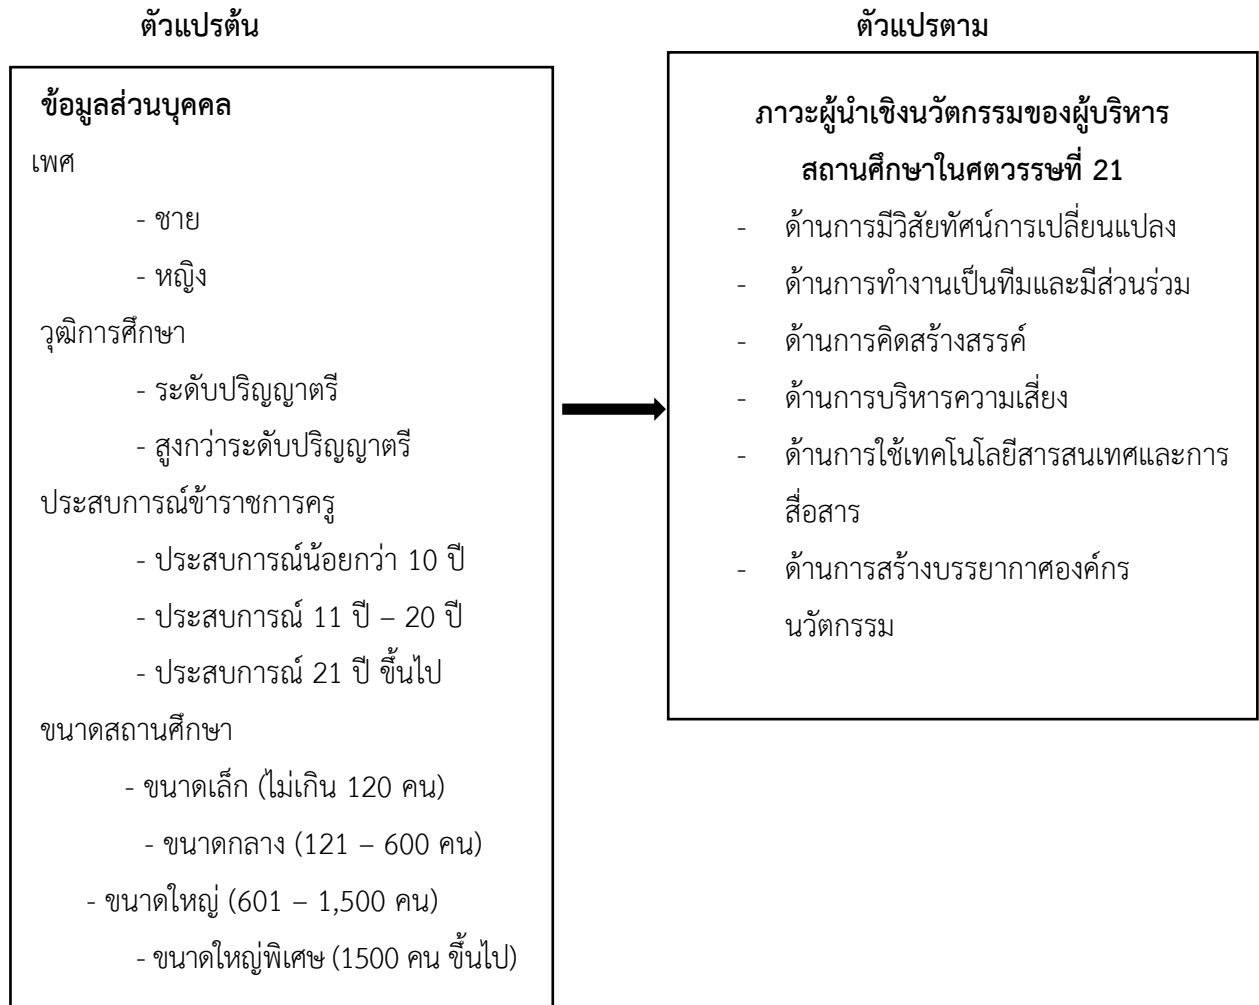 ตัวแปรต้น
ข้อมูลส่วนบุคคล
เพศ
- ชาย
- หญิง
วุฒิการศึกษา
- ระดับปริญญาตรี
- สูงกว่าระดับปริญญาตรี
ประสบการณ์ข้าราชการครู
- ประสบการณ์น้อยกว่า 10 ปี
- ประสบการณ์ 11 ปี – 20 ปี
- ประสบการณ์ 21 ปี ขึ้นไป
ขนาดสถานศึกษา
- ขนาดเล็ก (ไม่เกิน 120 คน)
- ขนาดกลาง (121 – 600 คน)
- ขนาดใหญ่ (601 – 1,500 คน)
- ขนาดใหญ่พิเศษ (1500 คน ขึ้นไป)
ตัวแปรตาม
ภาวะผู้นำเชิงนวัตกรรมของผู้บริหาร
สถานศึกษาในศตวรรษที่ 21
- ด้านการมีวิสัยทัศน์การเปลี่ยนแปลง
- ด้านการทำงานเป็นทีมและมีส่วนร่วม
- ด้านการคิดสร้างสรรค์
- ด้านการบริหารความเสี่ยง
- ด้านการใช้เทคโนโลยีสารสนเทศและการ
สื่อสาร
- ด้านการสร้างบรรยากาศองค์กร
นวัตกรรม